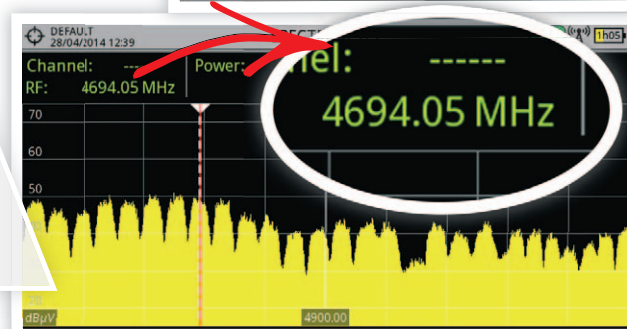 DEFAULT
28/04/2014 12:39
1h05
Channel: ---
Power:
RF: 4694.05 MHz
nel: ------
4694.05 MHz
70
60
50
dBµV
4900.00